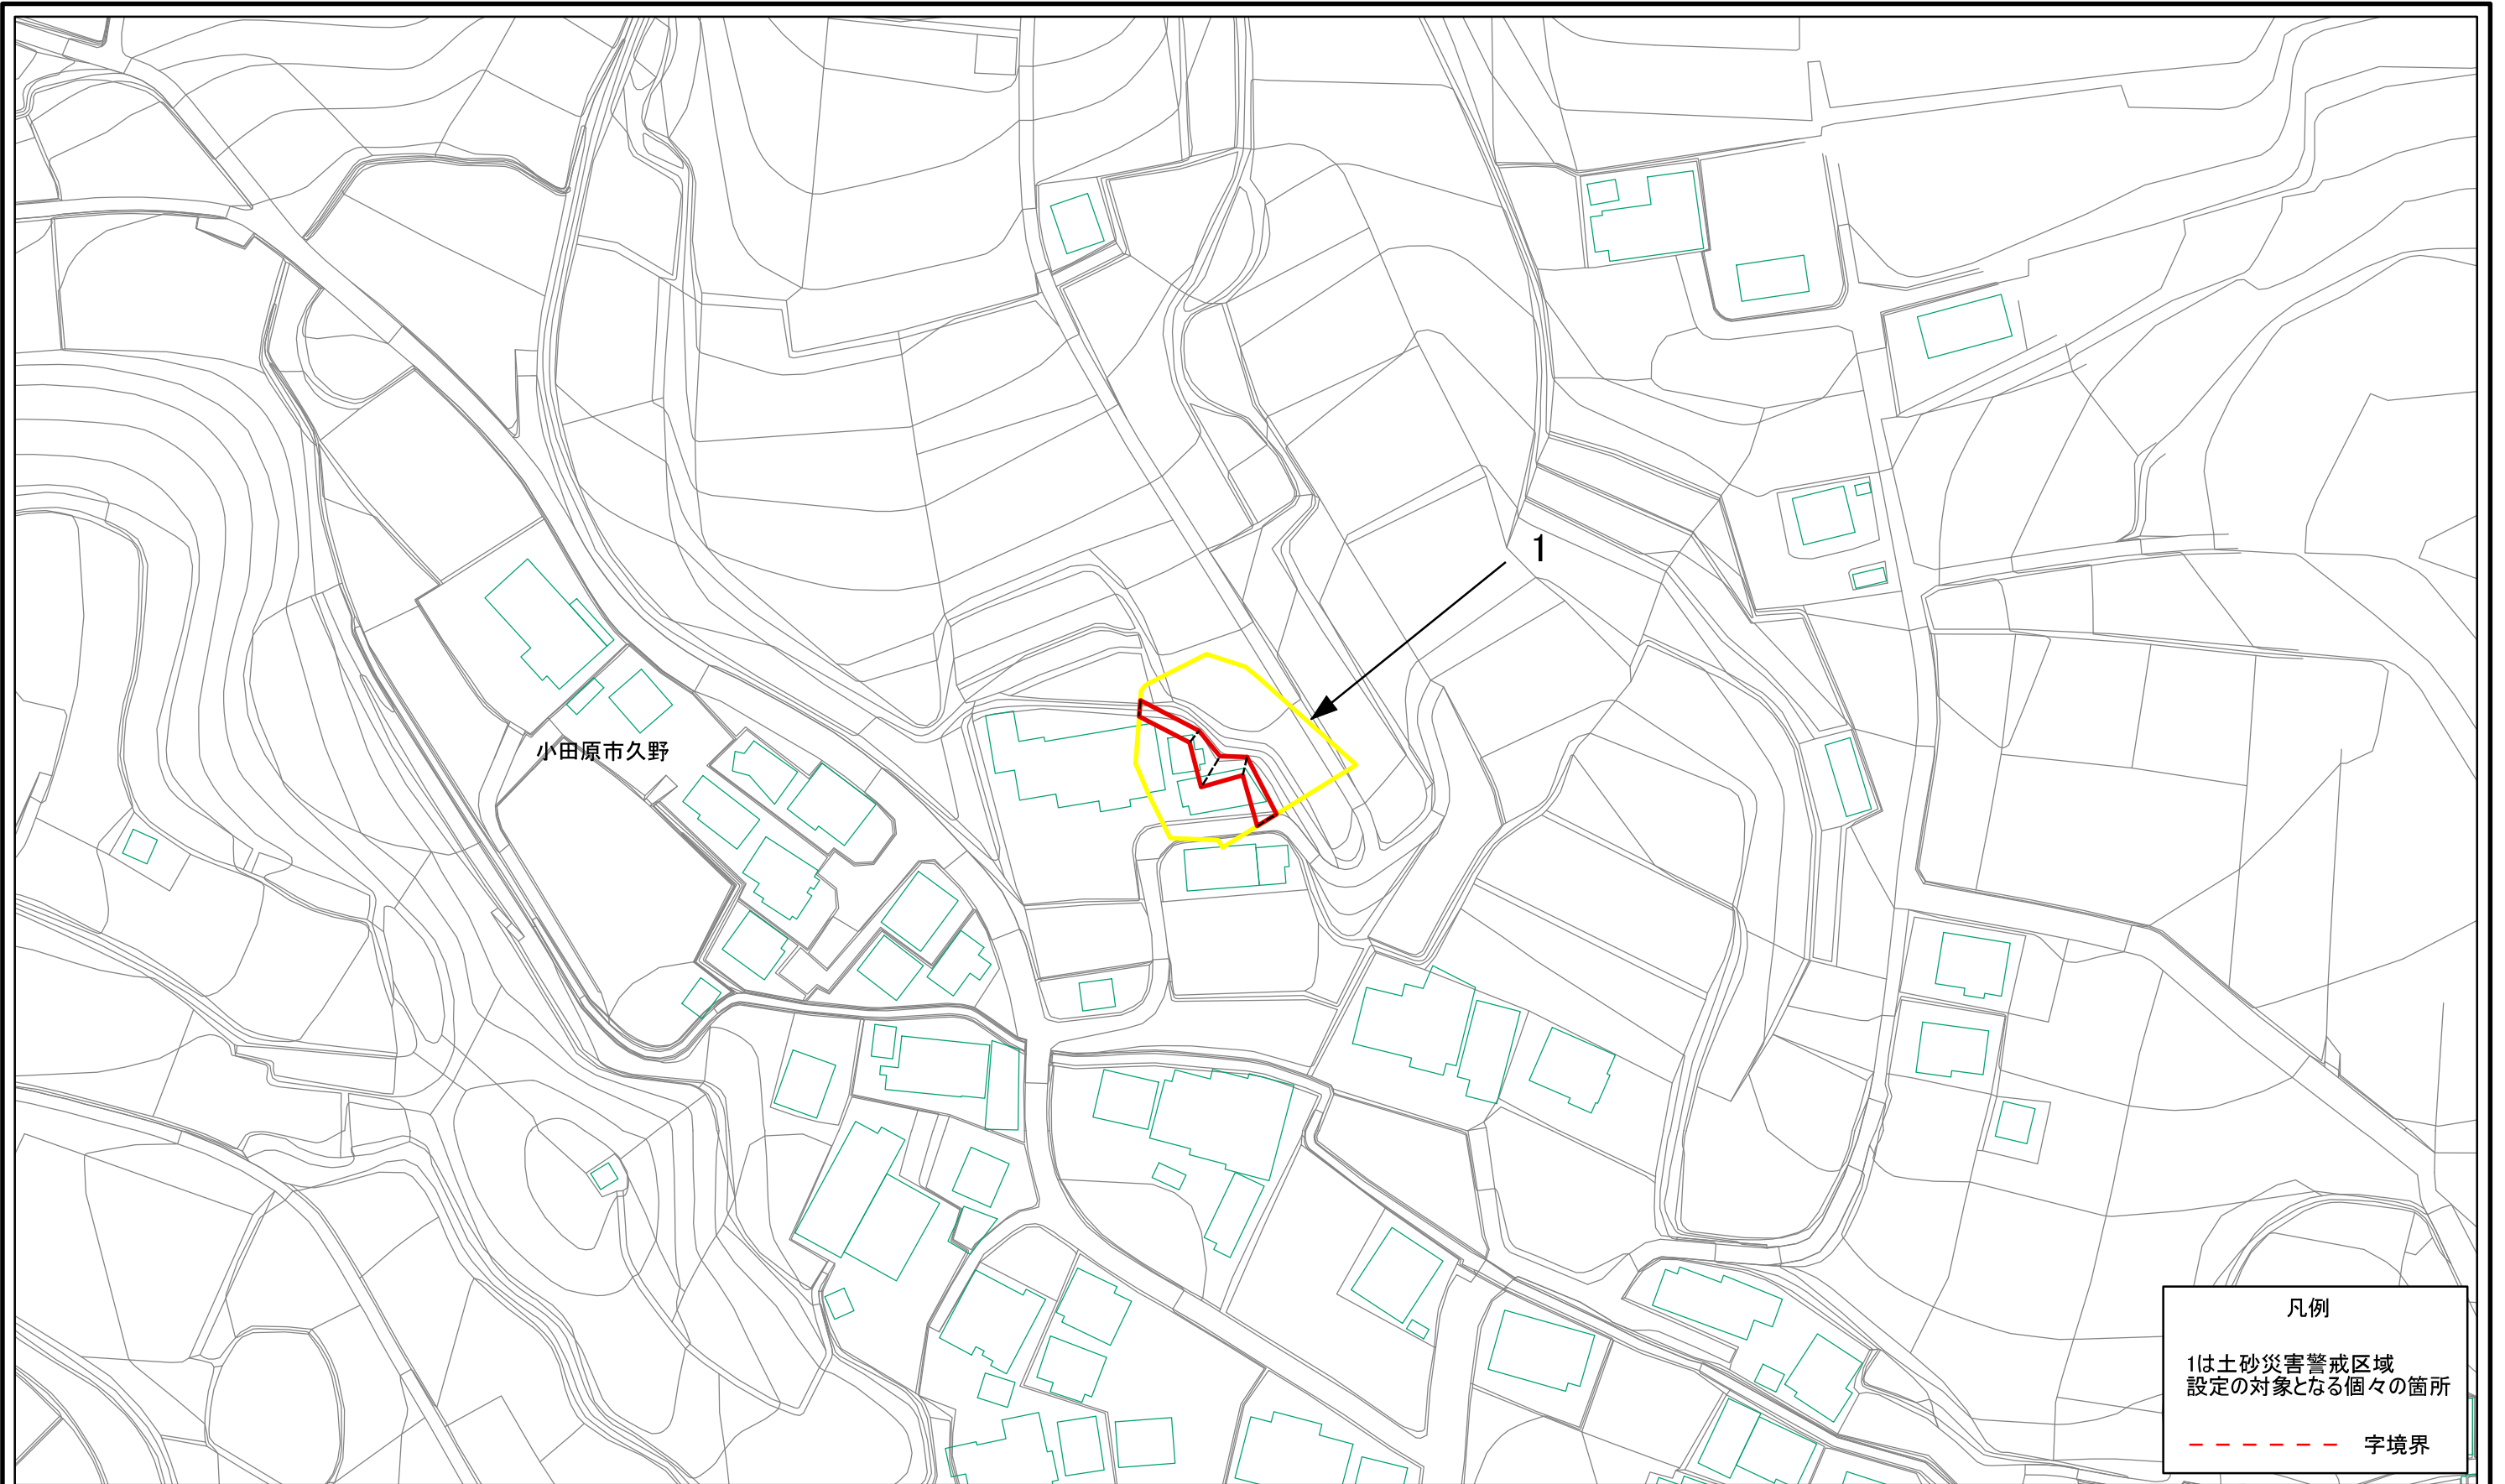 1
小田原市久野
凡例
1は土砂災害警戒区域
設定の対象となる個々の箇所
字境界